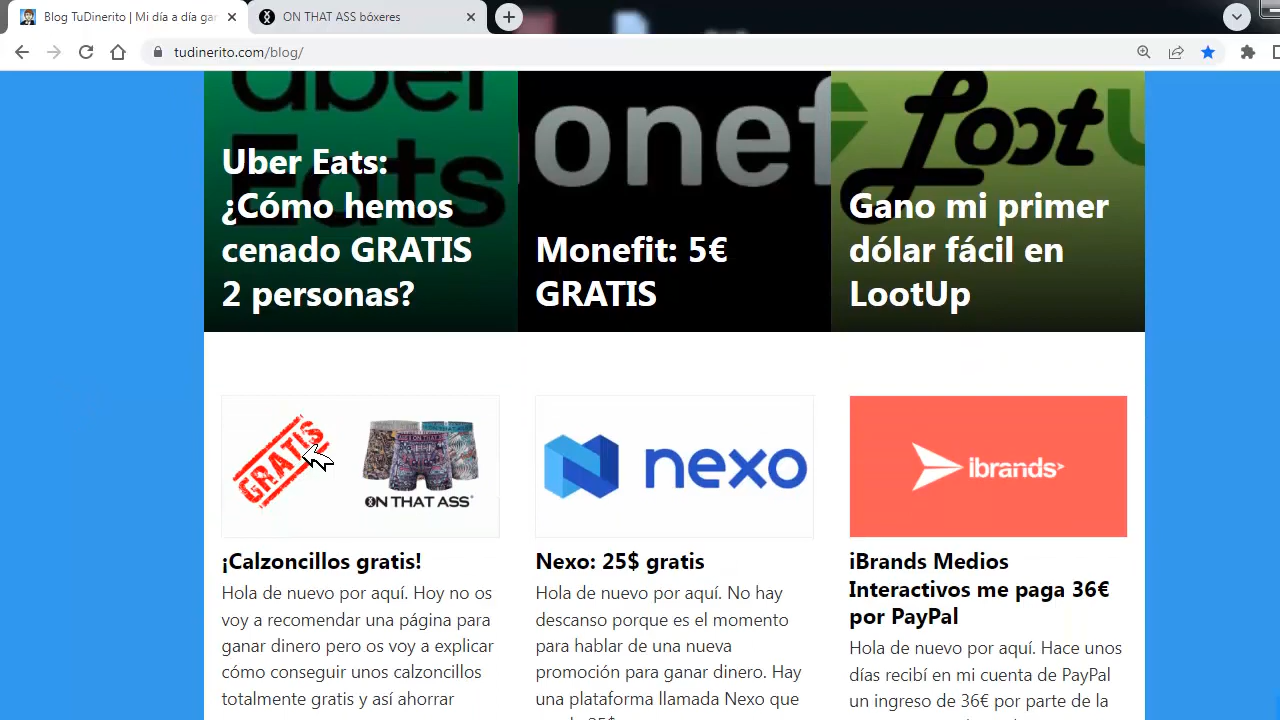 Blog TuDinerito | Mi día a día gar
ON THAT ASS bóxeres
tudinerito.com/blog/
uber
Eats
Uber Eats:
¿Cómo hemos
cenado GRATIS
2 personas?
onef
Monefit: 5€
GRATIS
LootU
Gano mi primer
dólar fácil en
LootUp
GRATIS
ON THAT ASS
¡Calzoncillos gratis!
Hola de nuevo por aquí. Hoy no os
voy a recomendar una página para
ganar dinero pero os voy a explicar
cómo conseguir unos calzoncillos
totalmente gratis y así ahorrar
nexo
Nexo: 25$ gratis
Hola de nuevo por aquí. No hay
descanso porque es el momento
para hablar de una nueva
promoción para ganar dinero. Hay
una plataforma llamada Nexo que
ibrands
iBrands Medios
Interactivos me paga 36€
por PayPal
Hola de nuevo por aquí. Hace unos
días recibí en mi cuenta de PayPal
un ingreso de 36€ por parte de la